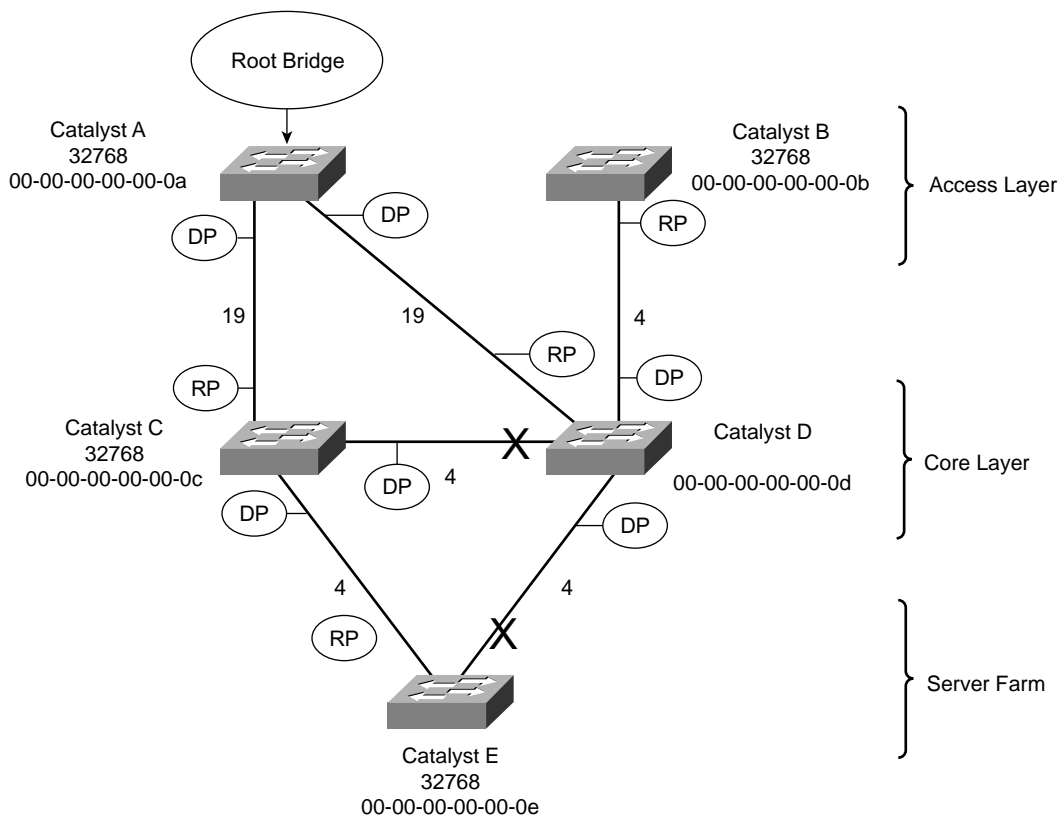 Root Bridge
Catalyst A
32768
00-00-00-00-00-0a
Catalyst B
32768
00-00-00-00-00-0b
Access Layer
DP
DP
RP
19
19
4
RP
RP
DP
Catalyst C
32768
00-00-00-00-00-0c
Catalyst D
00-00-00-00-00-0d
Core Layer
X
DP
4
DP
DP
4
4
RP
X
Server Farm
Catalyst E
32768
00-00-00-00-00-0e